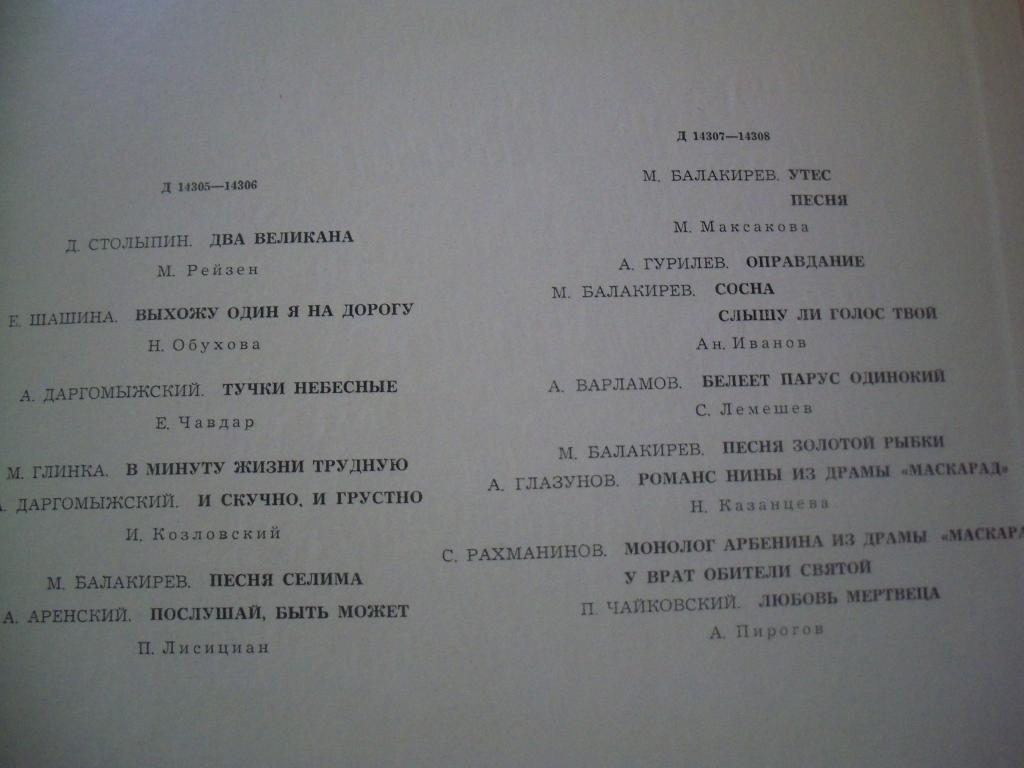 Д 14305—14306
Д. СТОЛЫПИН. ДВА ВЕЛИКАНА
М. Рейзен
Е. ШАШИНА. ВЫХОЖУ ОДИН Я НА ДОРОГУ
Н. Обухова
А. ДАРГОМЫЖСКИЙ. ТУЧКИ НЕБЕСНЫЕ
Е. Чавдар
М. ГЛИНКА. В МИНУТУ ЖИЗНИ ТРУДНУЮ
А. ДАРГОМЫЖСКИЙ. И СКУЧНО, И ГРУСТНО
И. Козловский
М. БАЛАКИРЕВ. ПЕСНЯ СЕЛИМА
А. АРЕНСКИЙ. ПОСЛУШАЙ, БЫТЬ МОЖЕТ
П. Лисициан
Д 14307—14308
М. БАЛАКИРЕВ. УТЕС
ПЕСНЯ
М. Максакова
А. ГУРИЛЕВ. ОПРАВДАНИЕ
М. БАЛАКИРЕВ. СОСНА
СЛЫШУ ЛИ ГОЛОС ТВОЙ
Ан. Иванов
А. ВАРЛАМОВ. БЕЛЕЕТ ПАРУС ОДИНОКИЙ
С. Лемешев
М. БАЛАКИРЕВ. ПЕСНЯ ЗОЛОТОЙ РЫБКИ
А. ГЛАЗУНОВ. РОМАНС НИНЫ ИЗ ДРАМЫ «МАСКАРАД»
Н. Казанцева
С. РАХМАНИНОВ. МОНОЛОГ АРБЕНИНА ИЗ ДРАМЫ «МАСКАРА
У ВРАТ ОБИТЕЛИ СВЯТОЙ
П. ЧАЙКОВСКИЙ. ЛЮБОВЬ МЕРТВЕЦА
А. Пирогов